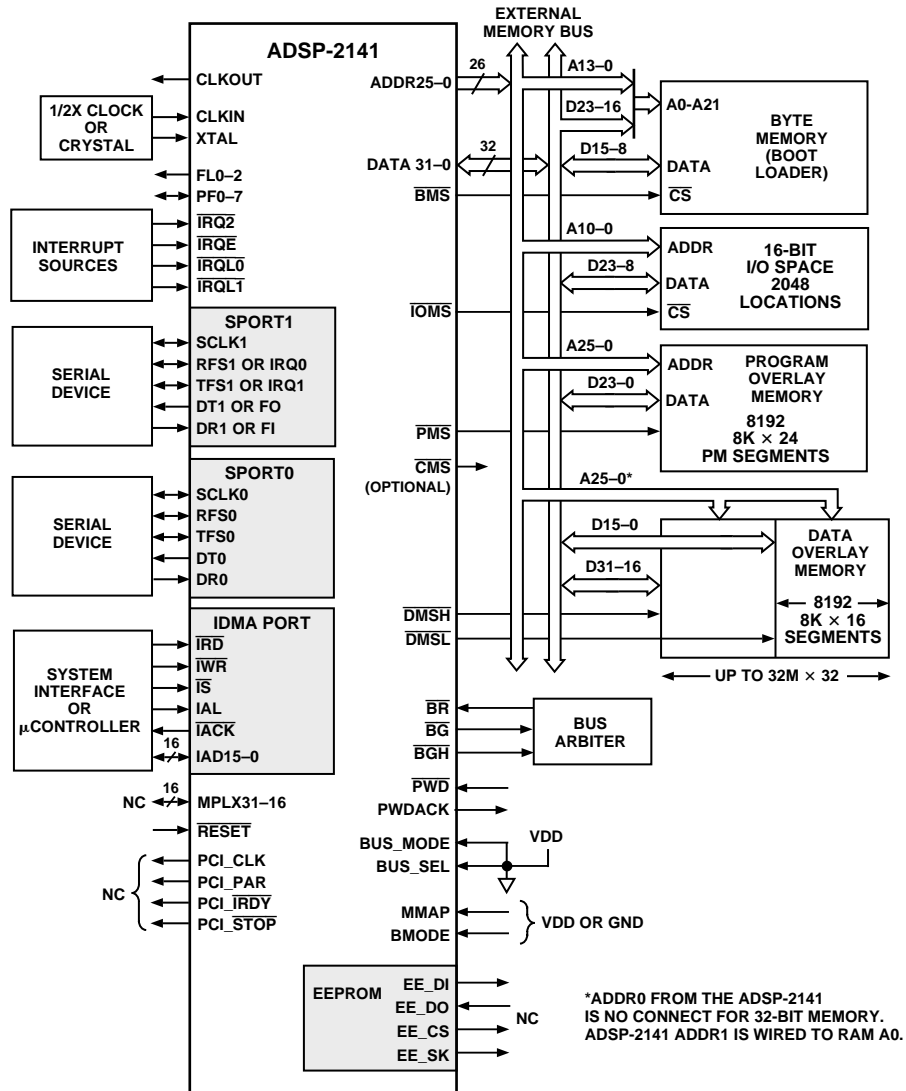 EXTERNAL
MEMORY BUS
ADSP-2141
CLKOUT
1/2X CLOCK
OR
CRYSTAL
CLKIN
XTAL
FL0–2
PF0–7
INTERRUPT
SOURCES
IRQ2
IRQE
IRQL0
IRQL1
SPORT1
SERIAL
DEVICE
SCLK1
RFS1 OR IRQ0
TFS1 OR IRQ1
DT1 OR FO
DR1 OR FI
SPORT0
SERIAL
DEVICE
SCLK0
RFS0
TFS0
DT0
DR0
IDMA PORT
SYSTEM
INTERFACE
OR
μCONTROLLER
IRD
IWR
IS
IAL
IACK
16
IAD15–0
NC
16
MPLX31–16
RESET
NC
PCI_CLK
PCI_PAR
PCI_IRDY
PCI_STOP
EEPROM
EE_DI
EE_DO
EE_CS
EE_SK
NC
ADDR25–0
26
A13–0
D23–16
A0-A21
BYTE
MEMORY
(BOOT
LOADER)
DATA 31–0
32
D15–8
DATA
BMS
CS
A10–0
ADDR
16-BIT
I/O SPACE
2048
LOCATIONS
D23–8
DATA
IOMS
CS
A25–0
ADDR
PROGRAM
OVERLAY
MEMORY
D23–0
DATA
8192
8K × 24
PM SEGMENTS
PMS
CMS
(OPTIONAL)
A25–0*
D15–0
DATA
OVERLAY
MEMORY
D31–16
8192
8K × 16
SEGMENTS
DMSH
DMSL
UP TO 32M × 32
BR
BG
BGH
BUS
ARBITER
PWD
PWDACK
BUS_MODE
BUS_SEL
VDD
MMAP
BMODE
VDD OR GND
*ADDR0 FROM THE ADSP-2141
IS NO CONNECT FOR 32-BIT MEMORY.
ADSP-2141 ADDR1 IS WIRED TO RAM A0.